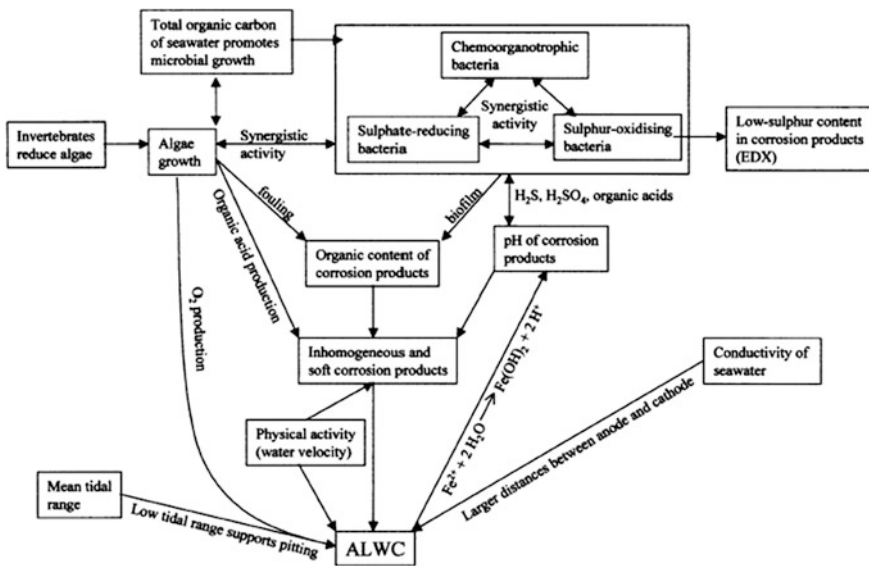 Total organic carbon
of seawater promotes
microbial growth
Chemoorganotrophic
bacteria
Synergistic
activity
Sulphate-reducing
bacteria
Sulphur-oxidising
bacteria
Low-sulphur content
in corrosion products
(EDX)
Invertebrates
reduce algae
Algae
growth
Synergistic
activity
H₂S, H₂SO₄, organic acids
fouling
biofilm
Organic acid production
O₂ production
Organic content of
corrosion products
pH of corrosion
products
Inhomogeneous and
soft corrosion products
Fe²⁺ + 2 H₂O → Fe(OH)₂ + 2 H⁺
Conductivity of
seawater
Larger distances between anode and cathode
Physical activity
(water velocity)
Mean tidal
range
Low tidal range supports pitting
ALWC